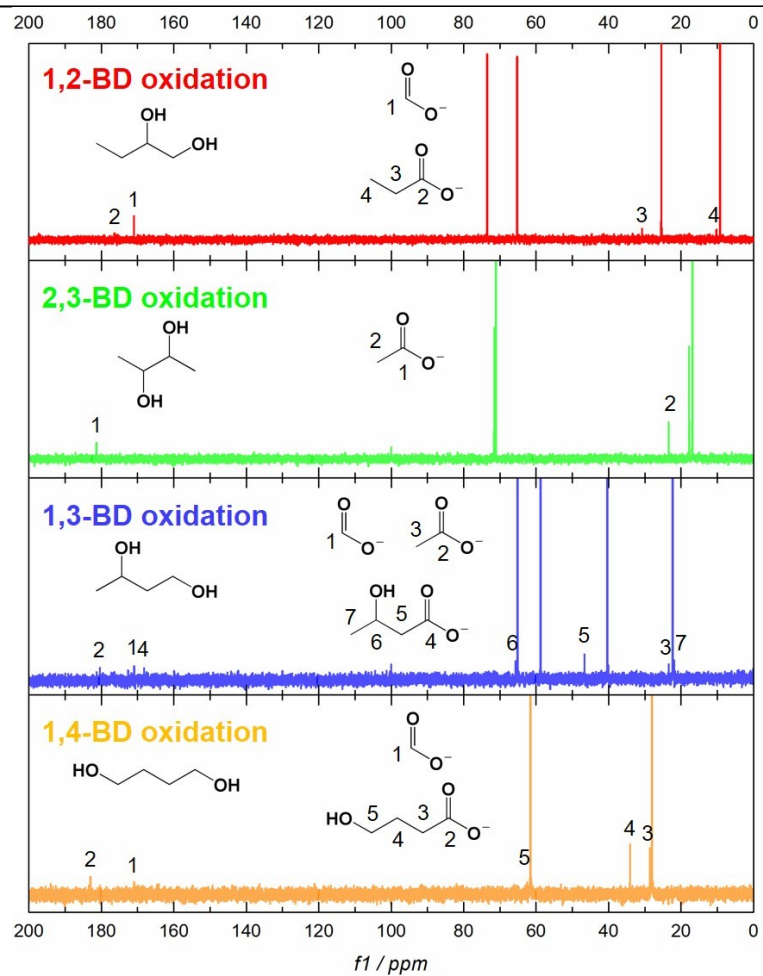 200 180 160 140 120 100 80 60 40 20 0
1,2-BD oxidation
OH
OH
O
1
O−
O
3
4
2
O−
2
1
3
4
2,3-BD oxidation
OH
OH
O
2
O−
1
1
2
1,3-BD oxidation
OH
OH
O
1
O−
O
3
O−
2
OH
O
7
5
6
4
O−
2
14
6
5
3
7
1,4-BD oxidation
HO
OH
O
1
O−
O
HO
5
3
4
2
O−
2
1
5
4
3
200 180 160 140 120 100 80 60 40 20 0
f1 / ppm